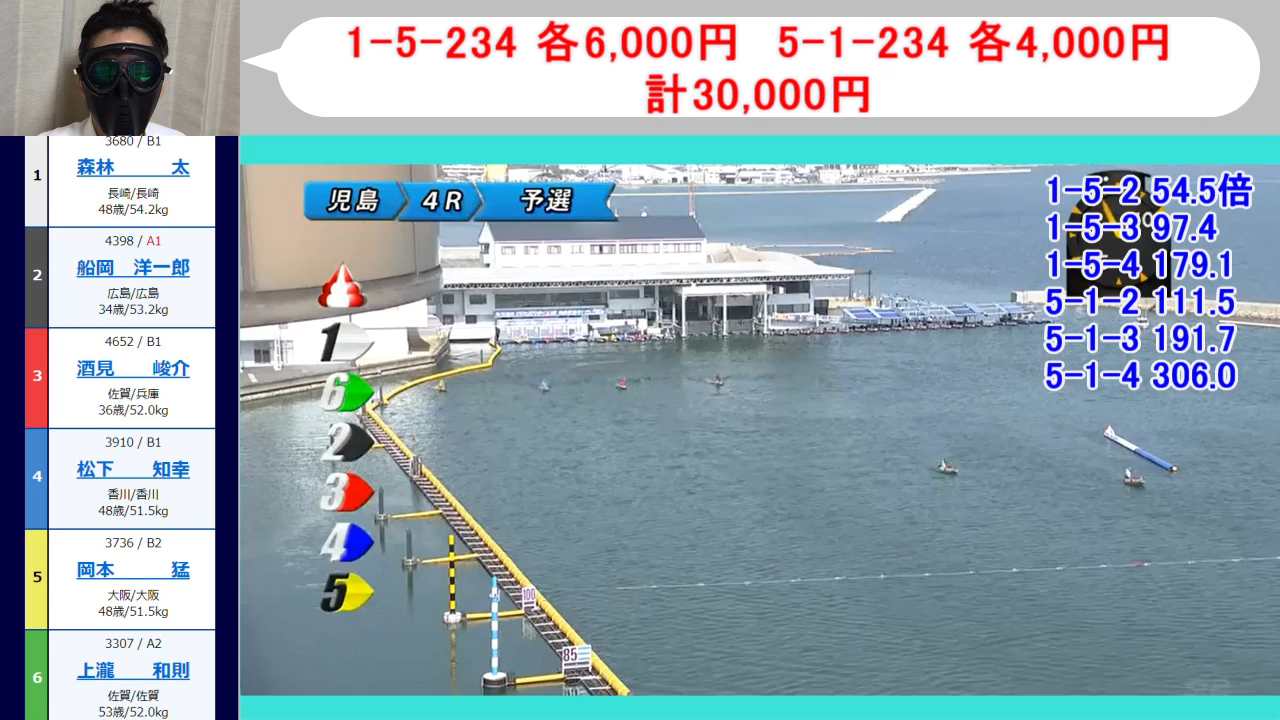 1-5-234 各6,000円 5-1-234 各4,000円
計30,000円
1
3680 / B1
森林 太
長崎/長崎
48歳/54.2kg
2
4398 / A1
船岡 洋一郎
広島/広島
34歳/53.2kg
3
4652 / B1
酒見 峻介
佐賀/兵庫
36歳/52.0kg
4
3910 / B1
松下 知幸
香川/香川
48歳/51.5kg
5
3736 / B2
岡本 猛
大阪/大阪
48歳/51.5kg
6
3307 / A2
上瀧 和則
佐賀/佐賀
53歳/52.0kg
児島 4R 予選
1
6
2
3
4
5
1-5-2 54.5倍
1-5-3 97.4
1-5-4 179.1
5-1-2 111.5
5-1-3 191.7
5-1-4 306.0
100
85